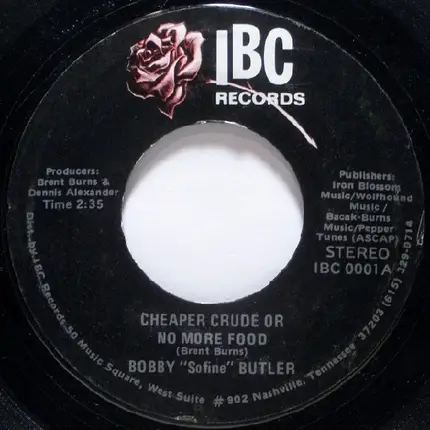 IBC
RECORDS
Producers:
Brent Burns &
Dennis Alexander
Time 2:35
Publishers:
Iron Blossom
Music/Wolfhound
Music/
Bacak-Burns
Music/Pepper
Tunes (ASCAP)
STEREO
IBC 0001A
CHEAPER CRUDE OR
NO MORE FOOD
(Brent Burns)
BOBBY "Sofine" BUTLER
Dist. by I.B.C. Records 50 Music Square, West Suite # 902 Nashville, Tennessee 37203 (615) 329-0714